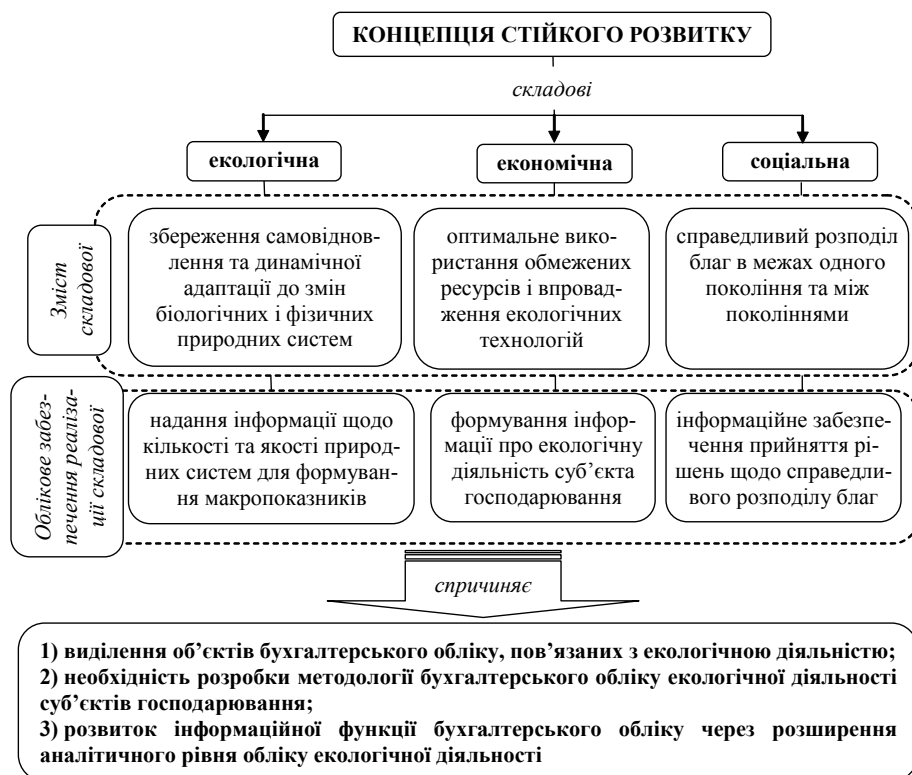 КОНЦЕПЦІЯ СТІЙКОГО РОЗВИТКУ
складові
екологічна
економічна
соціальна
Зміст
складової
збереження самовіднов-
лення та динамічної
адаптації до змін
біологічних і фізичних
природних систем
оптимальне вико-
ристання обмежених
ресурсів і впровад-
ження екологічних
технологій
справедливий розподіл
благ в межах одного
покоління та між
поколіннями
Облікове забез-
печення реаліза-
ції складової
надання інформації щодо
кількості та якості природ-
них систем для формуван-
ня макропоказників
формування інфор-
мації про екологічну
діяльність суб’єкта
господарювання
інформаційне забезпе-
чення прийняття рі-
шень щодо справедли-
вого розподілу благ
спричиняє
1) виділення об’єктів бухгалтерського обліку, пов’язаних з екологічною діяльністю;
2) необхідність розробки методології бухгалтерського обліку екологічної діяльності
суб’єктів господарювання;
3) розвиток інформаційної функції бухгалтерського обліку через розширення
аналітичного рівня обліку екологічної діяльності